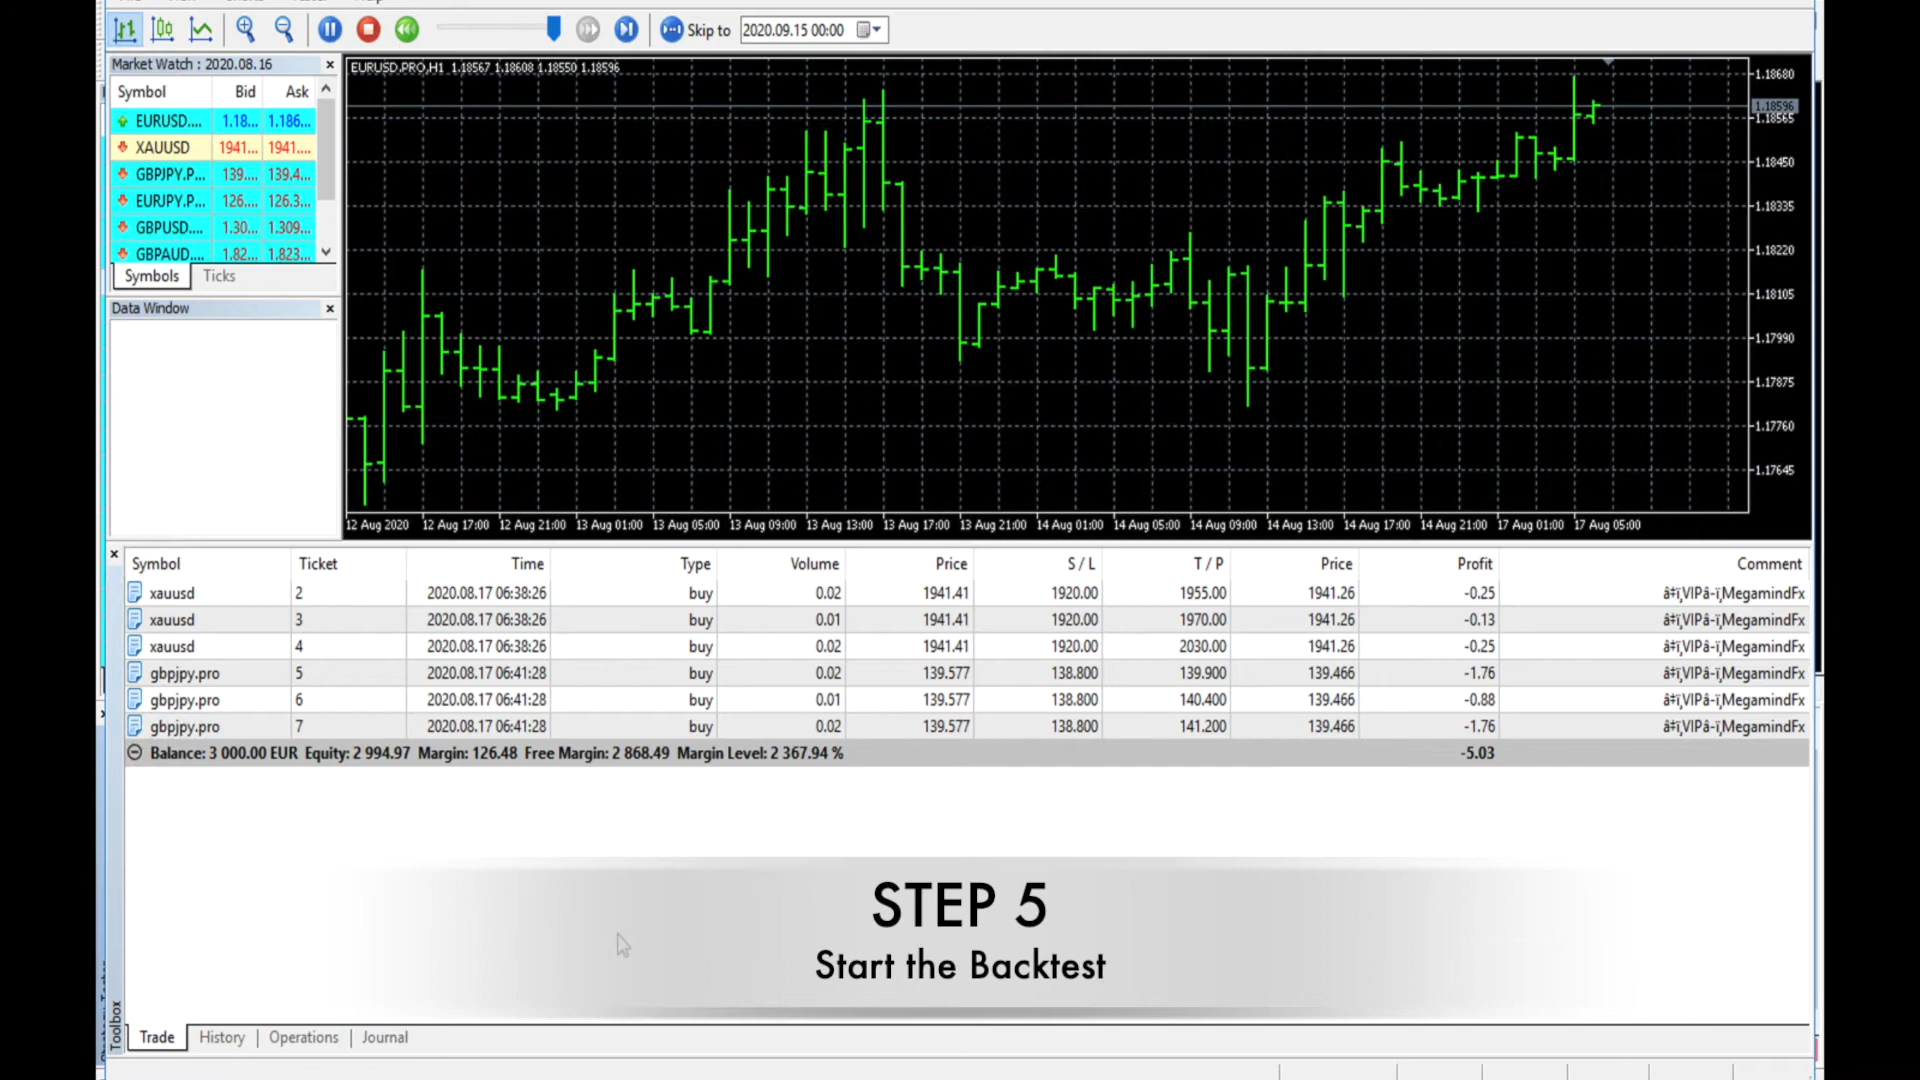 Skip to 2020.09.15 00:00
Market Watch : 2020.08.16
Symbol Bid Ask
EURUSD.... 1.18... 1.186...
XAUUSD 1941... 1941....
GBPJPY.P... 139.... 139.4...
EURJPY.P... 126.... 126.3...
GBPUSD.... 1.30... 1.309...
GBPAUD.... 1.82... 1.823...
Symbols Ticks
Data Window
EURUSD.PRO,H1 1.18567 1.18608 1.18550 1.18596
1.18680
1.18596
1.18565
1.18450
1.18335
1.18220
1.18105
1.17990
1.17875
1.17760
1.17645
12 Aug 2020 12 Aug 17:00 12 Aug 21:00 13 Aug 01:00 13 Aug 05:00 13 Aug 09:00 13 Aug 13:00 13 Aug 17:00 13 Aug 21:00 14 Aug 01:00 14 Aug 05:00 14 Aug 09:00 14 Aug 13:00 14 Aug 17:00 14 Aug 21:00 17 Aug 01:00 17 Aug 05:00
Symbol Ticket Time Type Volume Price S / L T / P Price Profit Comment
xauusd 2 2020.08.17 06:38:26 buy 0.02 1941.41 1920.00 1955.00 1941.26 -0.25 â‡ï¸VIPâ-ï¸MegamindFx
xauusd 3 2020.08.17 06:38:26 buy 0.01 1941.41 1920.00 1970.00 1941.26 -0.13 â‡ï¸VIPâ-ï¸MegamindFx
xauusd 4 2020.08.17 06:38:26 buy 0.02 1941.41 1920.00 2030.00 1941.26 -0.25 â‡ï¸VIPâ-ï¸MegamindFx
gbpjpy.pro 5 2020.08.17 06:41:28 buy 0.02 139.577 138.800 139.900 139.466 -1.76 â‡ï¸VIPâ-ï¸MegamindFx
gbpjpy.pro 6 2020.08.17 06:41:28 buy 0.01 139.577 138.800 140.400 139.466 -0.88 â‡ï¸VIPâ-ï¸MegamindFx
gbpjpy.pro 7 2020.08.17 06:41:28 buy 0.02 139.577 138.800 141.200 139.466 -1.76 â‡ï¸VIPâ-ï¸MegamindFx
Balance: 3 000.00 EUR Equity: 2 994.97 Margin: 126.48 Free Margin: 2 868.49 Margin Level: 2 367.94 % -5.03
STEP 5
Start the Backtest
Toolbox
Trade History Operations Journal